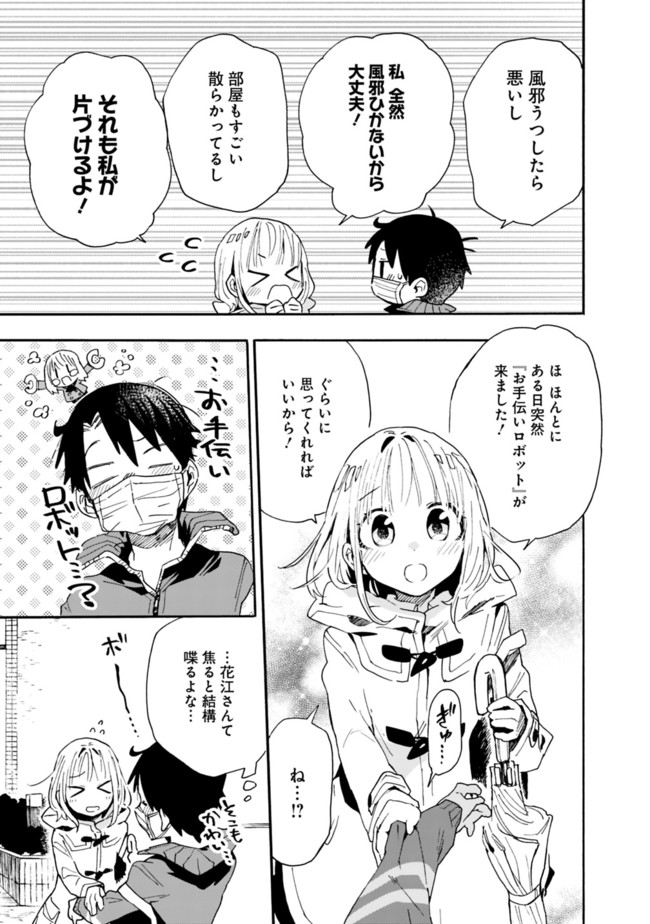 風邪うつしたら
悪いし
私 全然
風邪ひかないから
大丈夫!
部屋もすごい
散らかってるし
それも私が
片づけるよ!
ほ ほんとに
ある日突然
『お手伝いロボット』が
来ました!
ぐらいに
思ってくれれば
いいから!
ぎゅ…
ね…!?
…お手伝い
ロボット…?
…花江さんて
焦ると結構
喋るよな…
ボー…
そこも
かわいい…